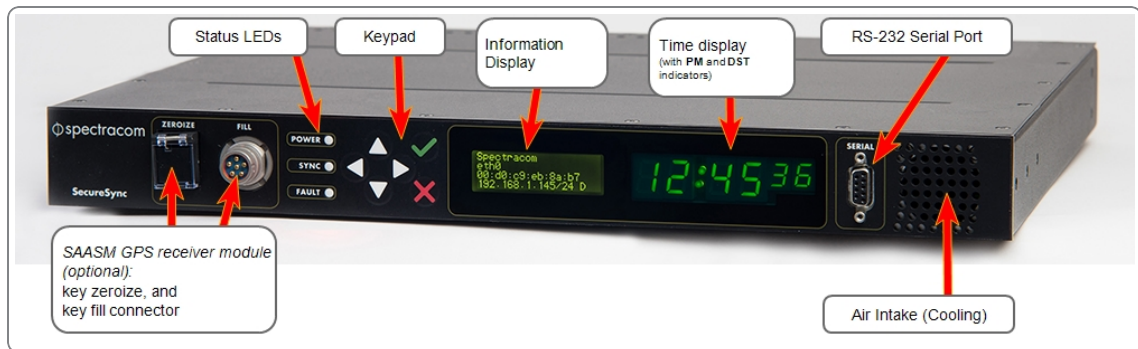 Status LEDs
Keypad
Information
Display
Time display
(with PM and DST
indicators)
RS-232 Serial Port
spectracom
ZEROIZE
FILL
POWER
SYNC
FAULT
SecureSync
Spectracom
eth0
00:d0:c9:eb:8a:b7
192.168.1.145/24 D
12:45 36
SERIAL
SAASM GPS receiver module
(optional):
key zeroize, and
key fill connector
Air Intake (Cooling)